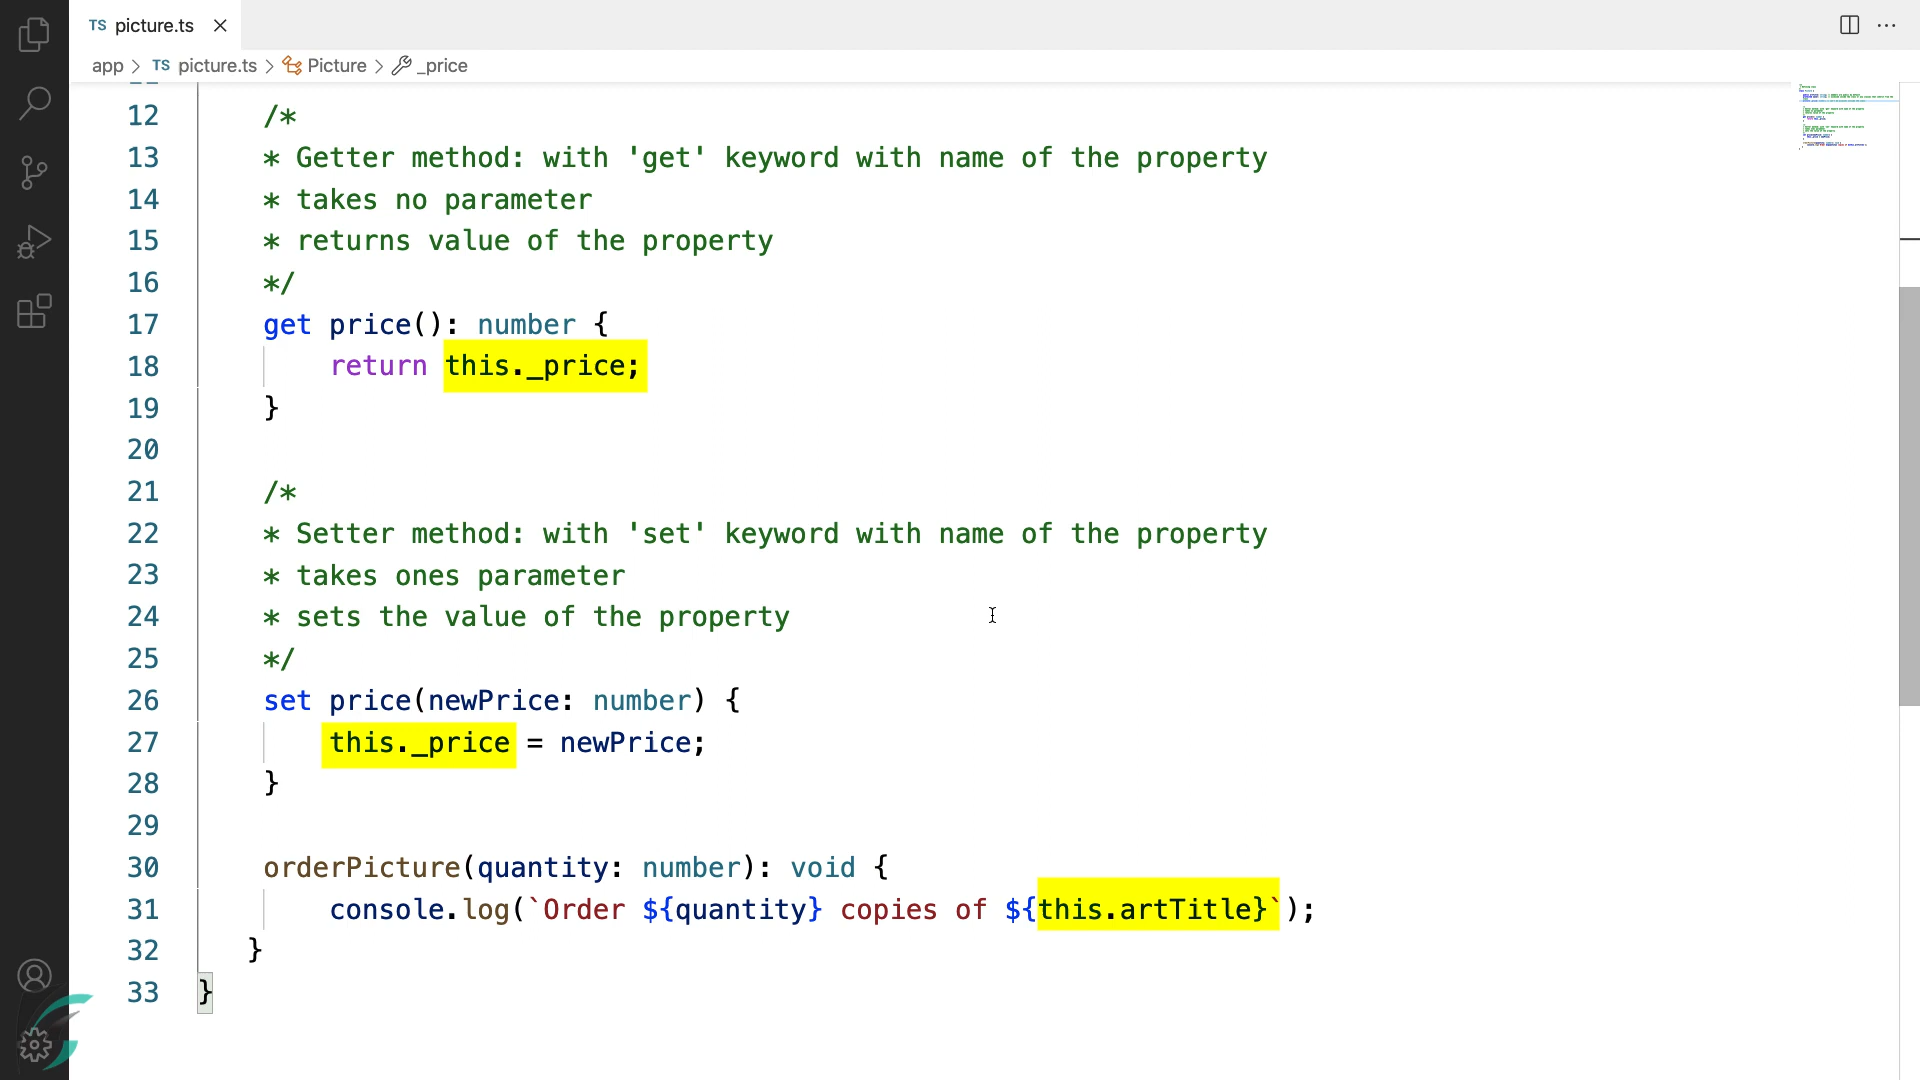 TS picture.ts
app > TS picture.ts > Picture > _price
12 /*
13 * Getter method: with 'get' keyword with name of the property
14 * takes no parameter
15 * returns value of the property
16 */
17 get price(): number {
18 return this._price;
19 }
20
21 /*
22 * Setter method: with 'set' keyword with name of the property
23 * takes ones parameter
24 * sets the value of the property
25 */
26 set price(newPrice: number) {
27 this._price = newPrice;
28 }
29
30 orderPicture(quantity: number): void {
31 console.log(`Order ${quantity} copies of ${this.artTitle}`);
32 }
33 }